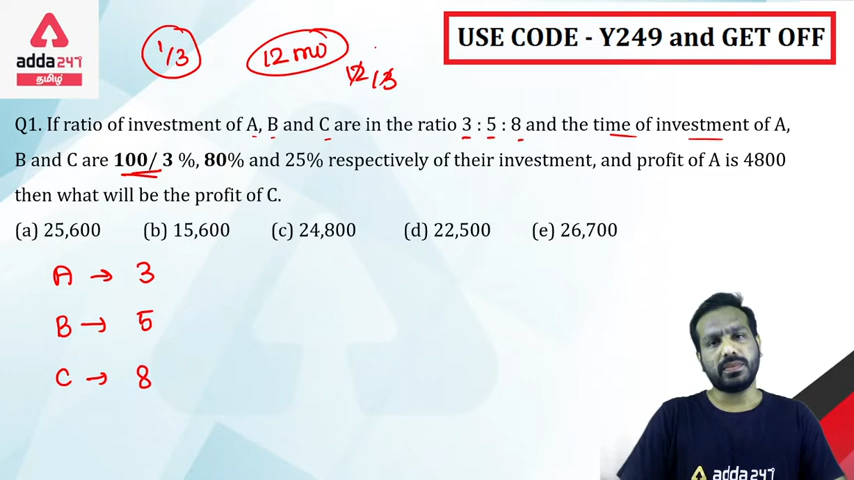 USE CODE - Y249 and GET OFF
adda247
தமிழ்
1/3
12 mo
12/3
Q1. If ratio of investment of A, B and C are in the ratio 3 : 5 : 8 and the time of investment of A,
B and C are 100/ 3 %, 80% and 25% respectively of their investment, and profit of A is 4800
then what will be the profit of C.
(a) 25,600 (b) 15,600 (c) 24,800 (d) 22,500 (e) 26,700
A → 3
B → 5
C → 8
adda247